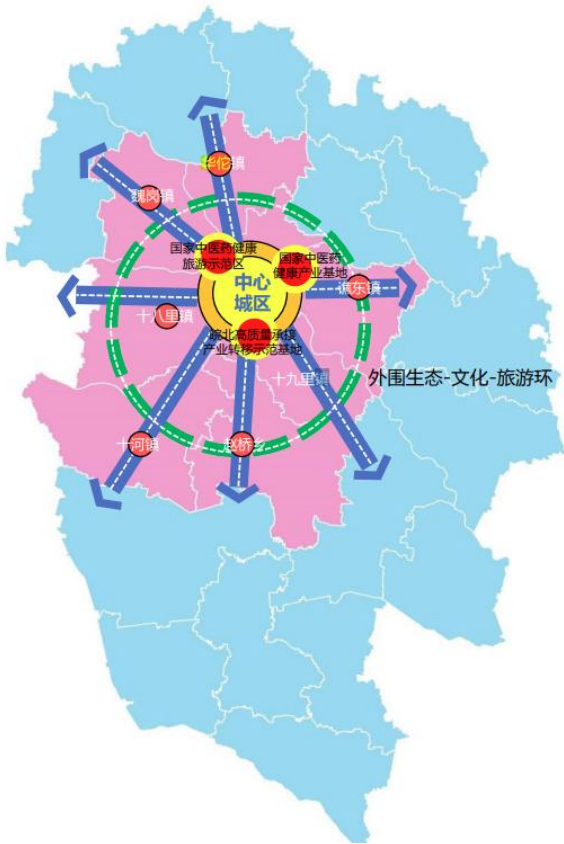 华佗镇
魏岗镇
国家中医药健康
旅游示范区
国家中医药
健康产业基地
中心
城区
谯东镇
十八里镇
皖北高质量承接
产业转移示范基地
十九里镇
外围生态-文化-旅游环
十河镇
赵桥乡